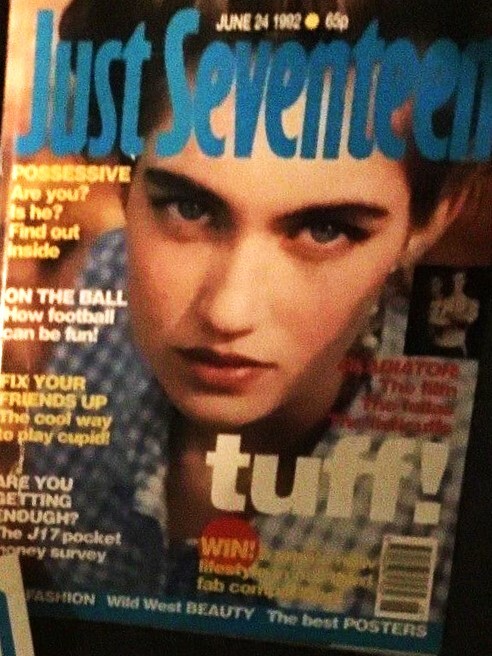 JUNE 24 1992 65p
Just Seventeen
POSSESSIVE
Are you?
Is he?
Find out
inside
ON THE BALL
How football
can be fun!
FIX YOUR
FRIENDS UP
The cool way
to play cupid!
ARE YOU
GETTING
ENOUGH?
The J17 pocket
money survey
GLADIATOR
The film
tuff!
WIN!
fab
FASHION Wild West BEAUTY The best POSTERS